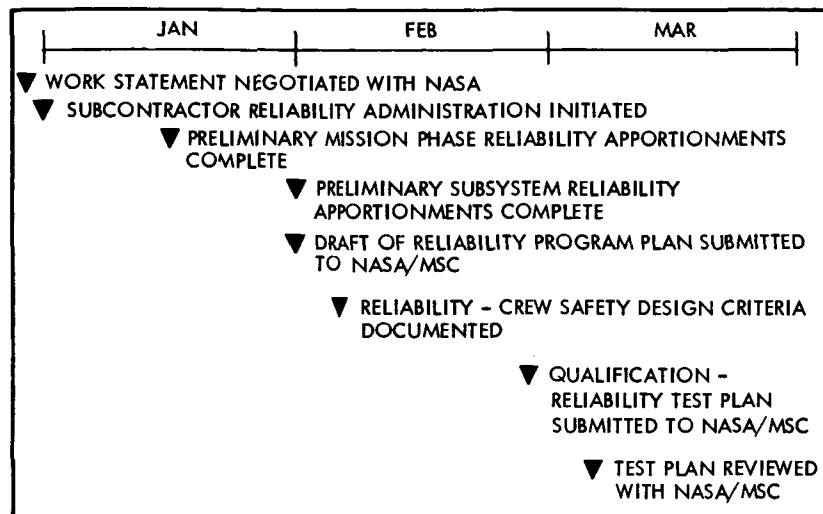 JAN FEB MAR
WORK STATEMENT NEGOTIATED WITH NASA
SUBCONTRACTOR RELIABILITY ADMINISTRATION INITIATED
PRELIMINARY MISSION PHASE RELIABILITY APPORTIONMENTS
COMPLETE
PRELIMINARY SUBSYSTEM RELIABILITY
APPORTIONMENTS COMPLETE
DRAFT OF RELIABILITY PROGRAM PLAN SUBMITTED
TO NASA/MSC
RELIABILITY - CREW SAFETY DESIGN CRITERIA
DOCUMENTED
QUALIFICATION -
RELIABILITY TEST PLAN
SUBMITTED TO NASA/MSC
TEST PLAN REVIEWED
WITH NASA/MSC